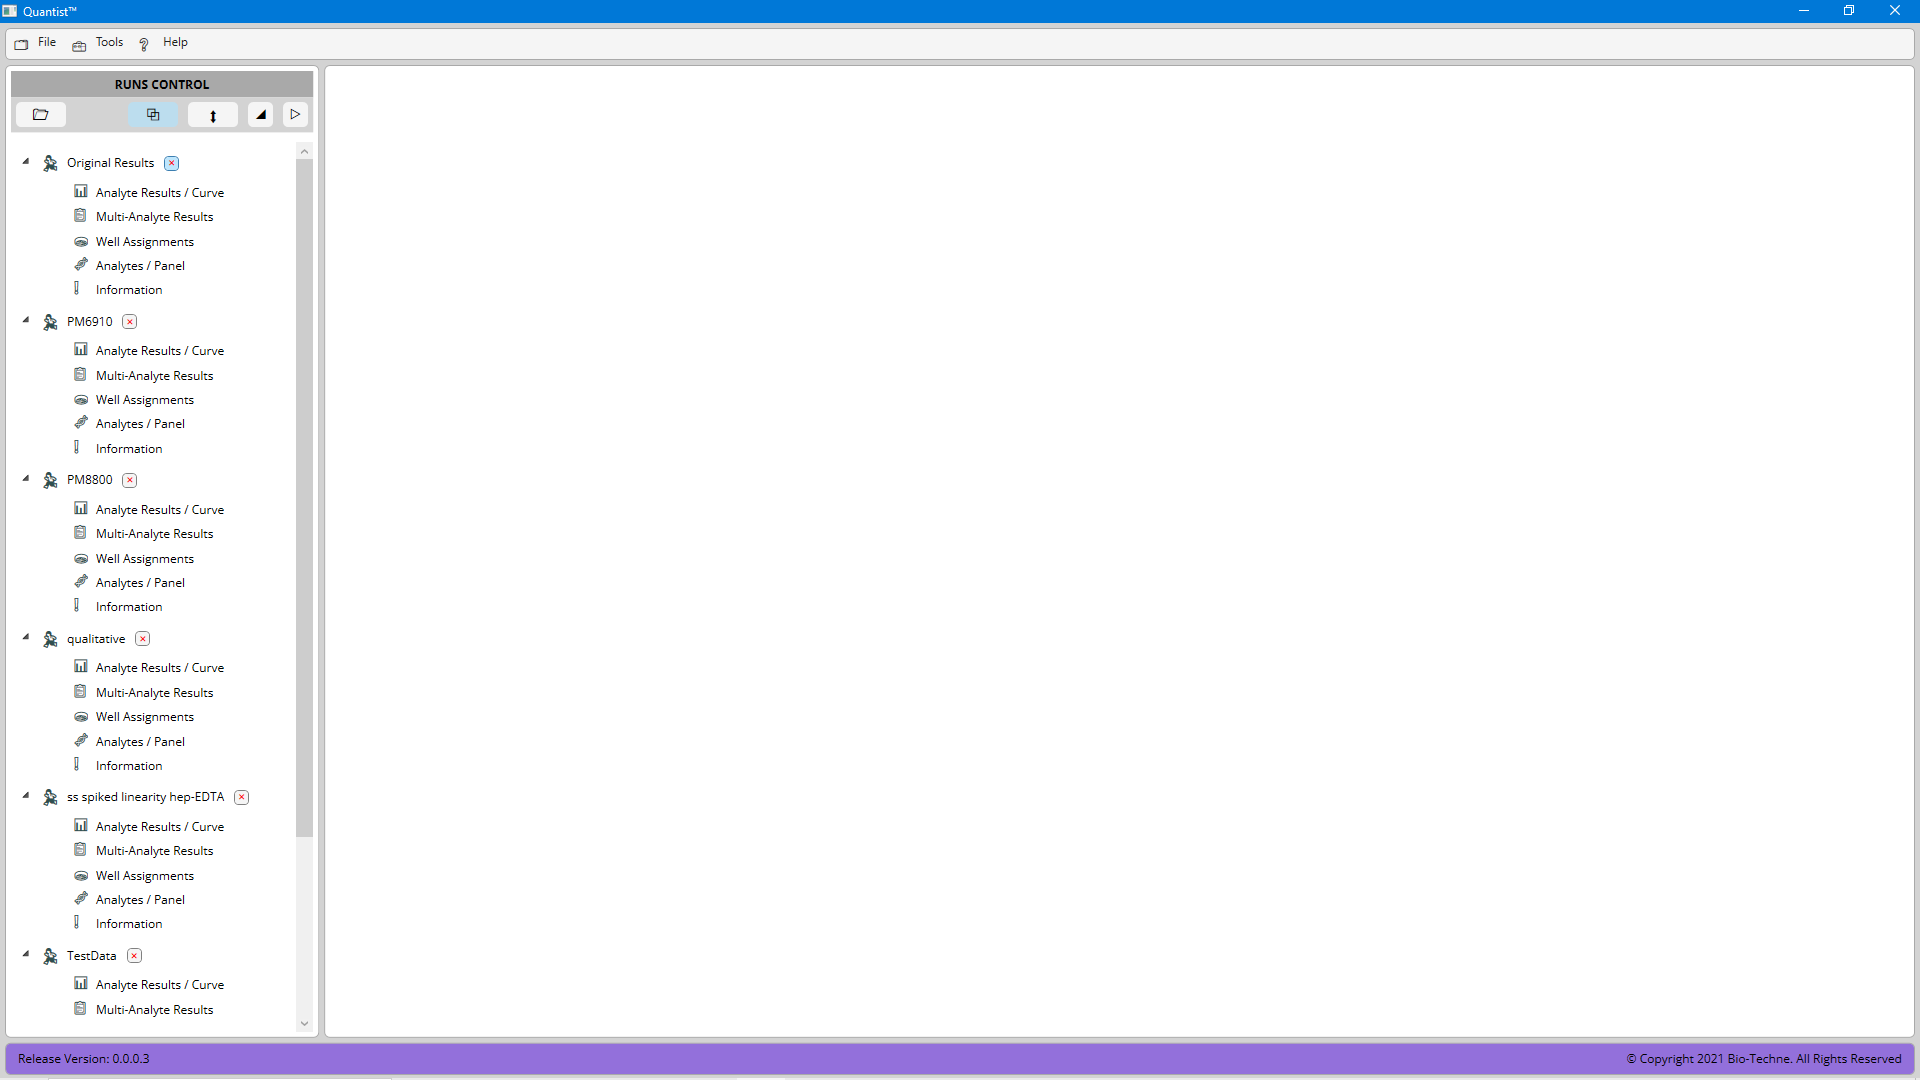 Quantist™
File Tools Help
RUNS CONTROL
Original Results
Analyte Results / Curve
Multi-Analyte Results
Well Assignments
Analytes / Panel
Information
PM6910
Analyte Results / Curve
Multi-Analyte Results
Well Assignments
Analytes / Panel
Information
PM8800
Analyte Results / Curve
Multi-Analyte Results
Well Assignments
Analytes / Panel
Information
qualitative
Analyte Results / Curve
Multi-Analyte Results
Well Assignments
Analytes / Panel
Information
ss spiked linearity hep-EDTA
Analyte Results / Curve
Multi-Analyte Results
Well Assignments
Analytes / Panel
Information
TestData
Analyte Results / Curve
Multi-Analyte Results
Release Version: 0.0.0.3
© Copyright 2021 Bio-Techne. All Rights Reserved